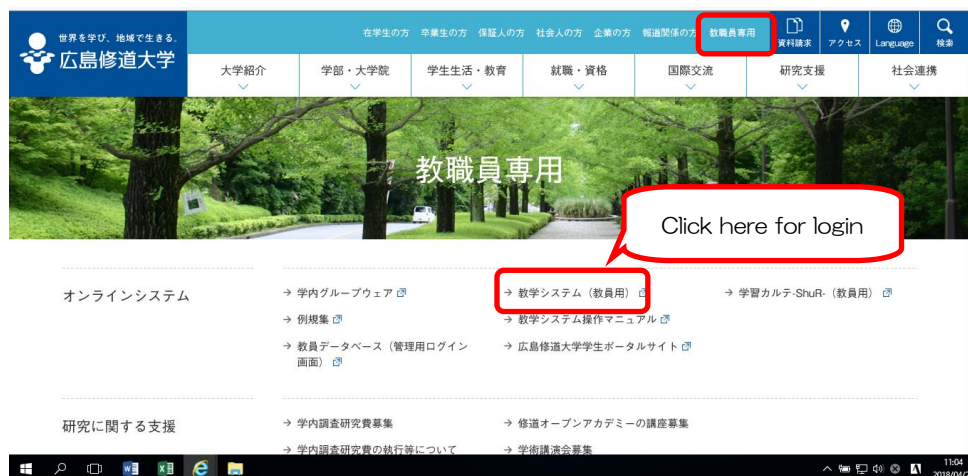 世界を学び、地域で生きる。
広島修道大学
在学生の方 卒業生の方 保証人の方 社会人の方 企業の方 報道関係の方 教職員専用
資料請求 アクセス Language 検索
大学紹介 学部・大学院 学生生活・教育 就職・資格 国際交流 研究支援 社会連携
教職員専用
Click here for login
オンラインシステム
→ 学内グループウェア
→ 教学システム（教員用）
→ 学習カルテ-ShuR-（教員用）
→ 例規集
→ 教学システム操作マニュアル
→ 教員データベース（管理用ログイン
画面）
→ 広島修道大学学生ポータルサイト
研究に関する支援
→ 学内調査研究費募集
→ 修道オープンアカデミーの講座募集
→ 学内調査研究費の執行等について
→ 学術講演会募集
11:04